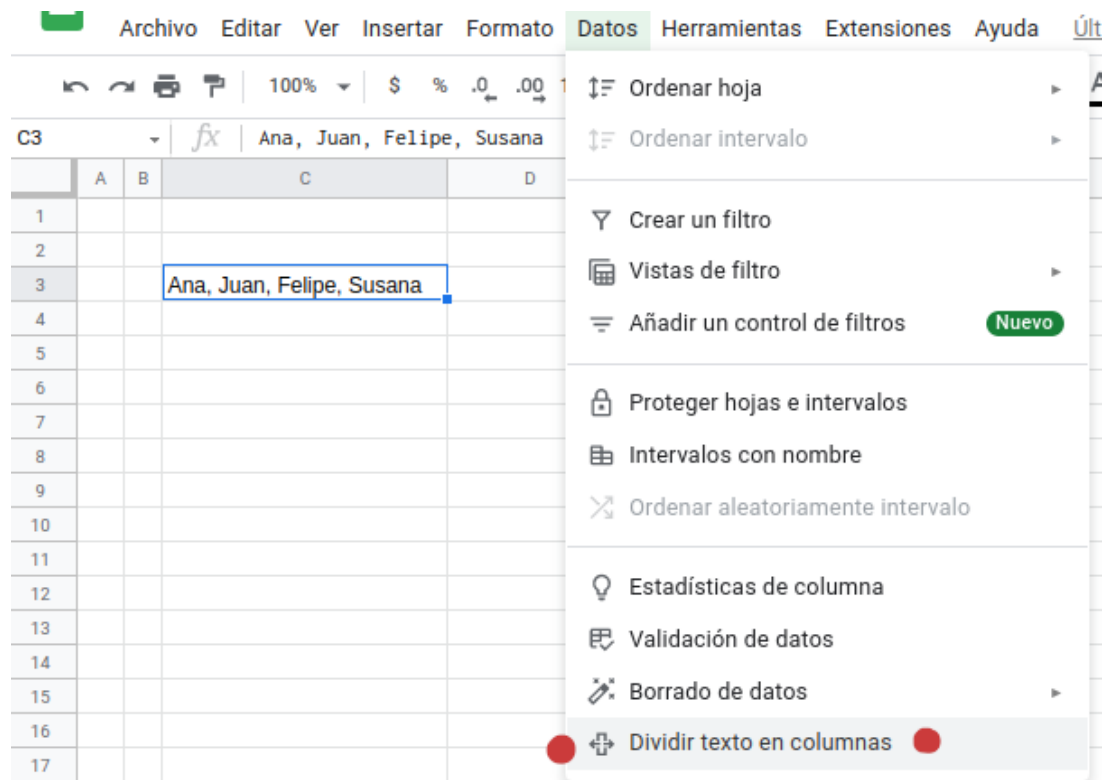 Archivo Editar Ver Insertar Formato Datos Herramientas Extensiones Ayuda Últ
100% $ % .0 .00 1 A
C3 fx Ana, Juan, Felipe, Susana
A B C D
1
2
3 Ana, Juan, Felipe, Susana
4
5
6
7
8
9
10
11
12
13
14
15
16
17
Ordenar hoja
Ordenar intervalo
Crear un filtro
Vistas de filtro
Añadir un control de filtros Nuevo
Proteger hojas e intervalos
Intervalos con nombre
Ordenar aleatoriamente intervalo
Estadísticas de columna
Validación de datos
Borrado de datos
Dividir texto en columnas